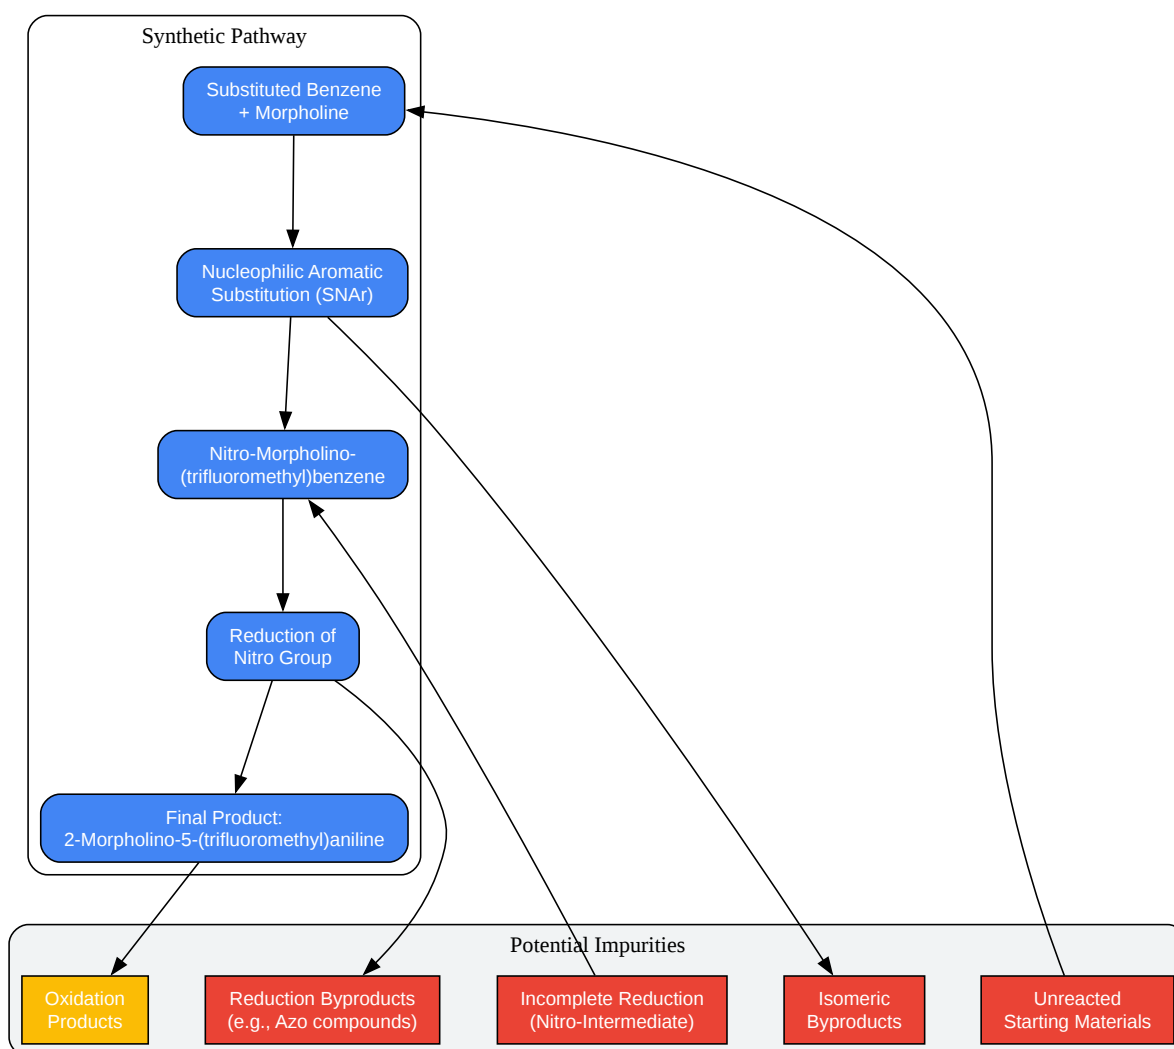 Synthetic Pathway
Substituted Benzene
+ Morpholine
Nucleophilic Aromatic
Substitution (SNAr)
Nitro-Morpholino-
(trifluoromethyl)benzene
Reduction of
Nitro Group
Final Product:
2-Morpholino-5-(trifluoromethyl)aniline
Potential Impurities
Oxidation
Products
Reduction Byproducts
(e.g., Azo compounds)
Incomplete Reduction
(Nitro-Intermediate)
Isomeric
Byproducts
Unreacted
Starting Materials